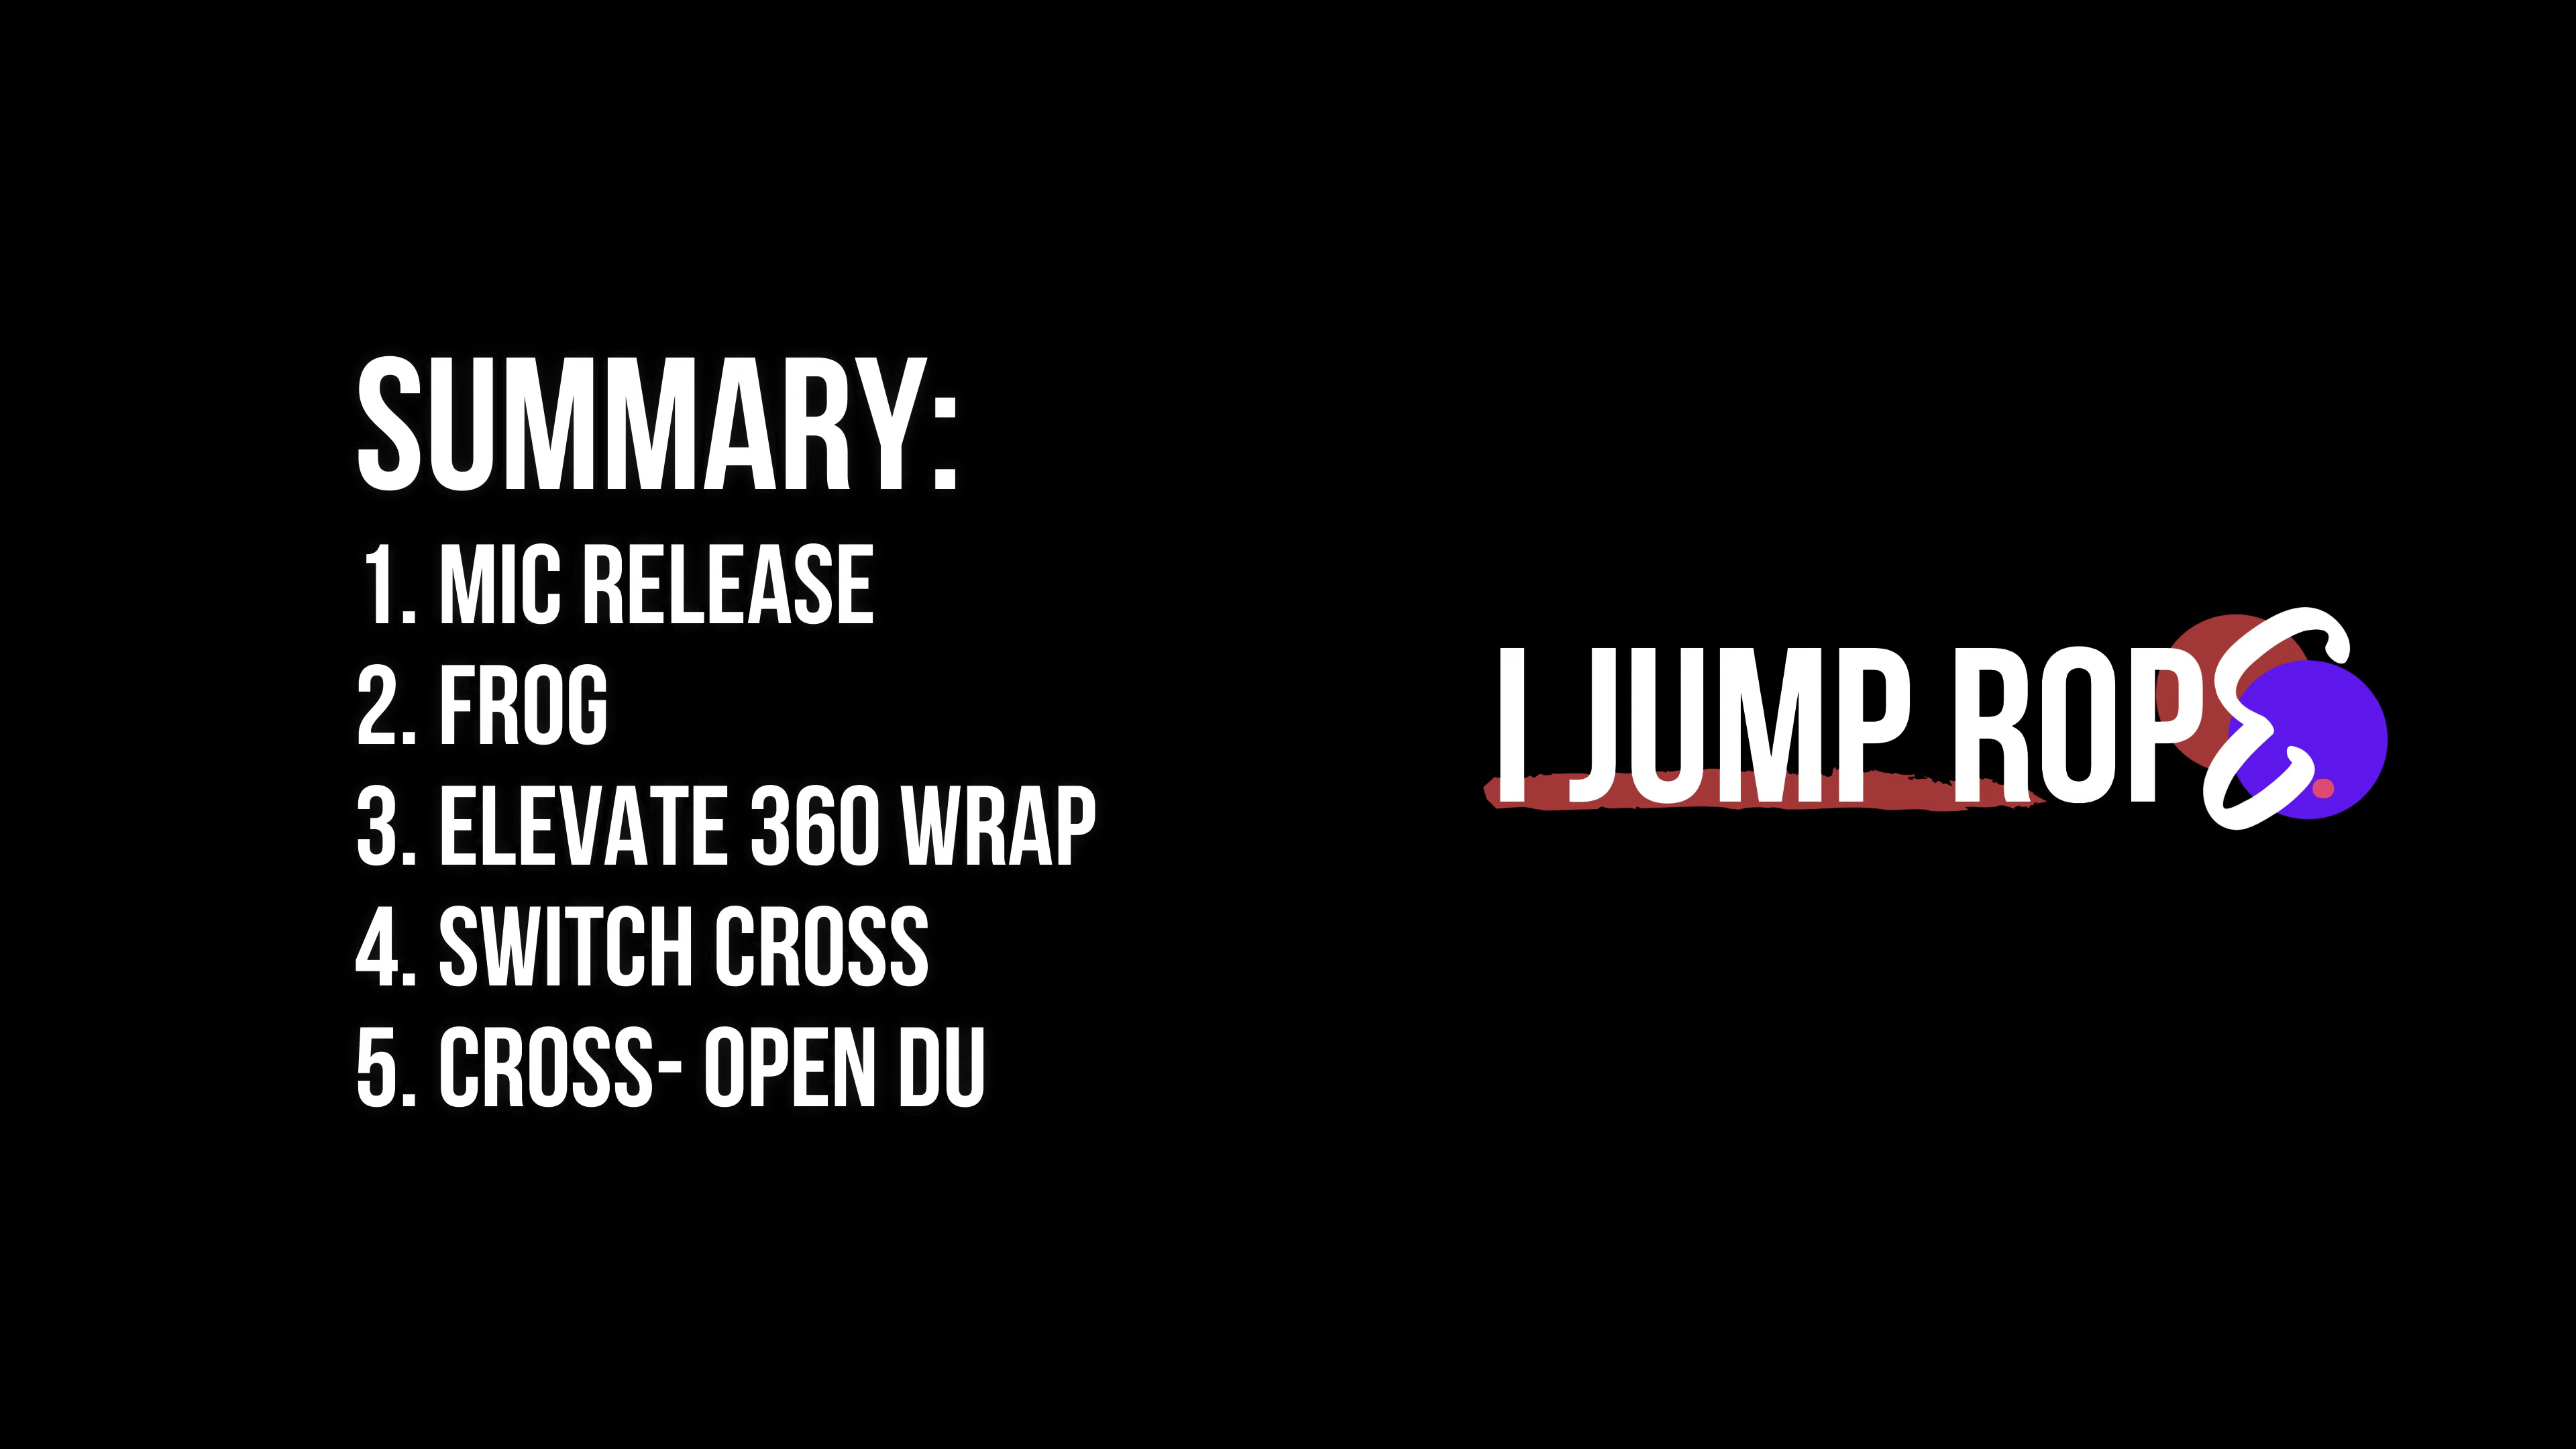 SUMMARY:
1. MIC RELEASE
2. FROG
3. ELEVATE 360 WRAP
4. SWITCH CROSS
5. CROSS- OPEN DU
I JUMP ROPE